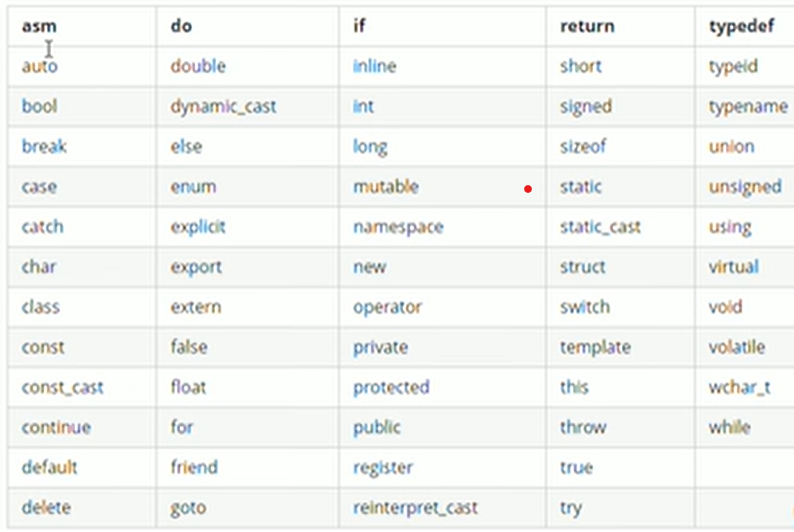 asm do if return typedef
auto double inline short typeid
bool dynamic_cast int signed typename
break else long sizeof union
case enum mutable static unsigned
catch explicit namespace static_cast using
char export new struct virtual
class extern operator switch void
const false private template volatile
const_cast float protected this wchar_t
continue for public throw while
default friend register true
delete goto reinterpret_cast try